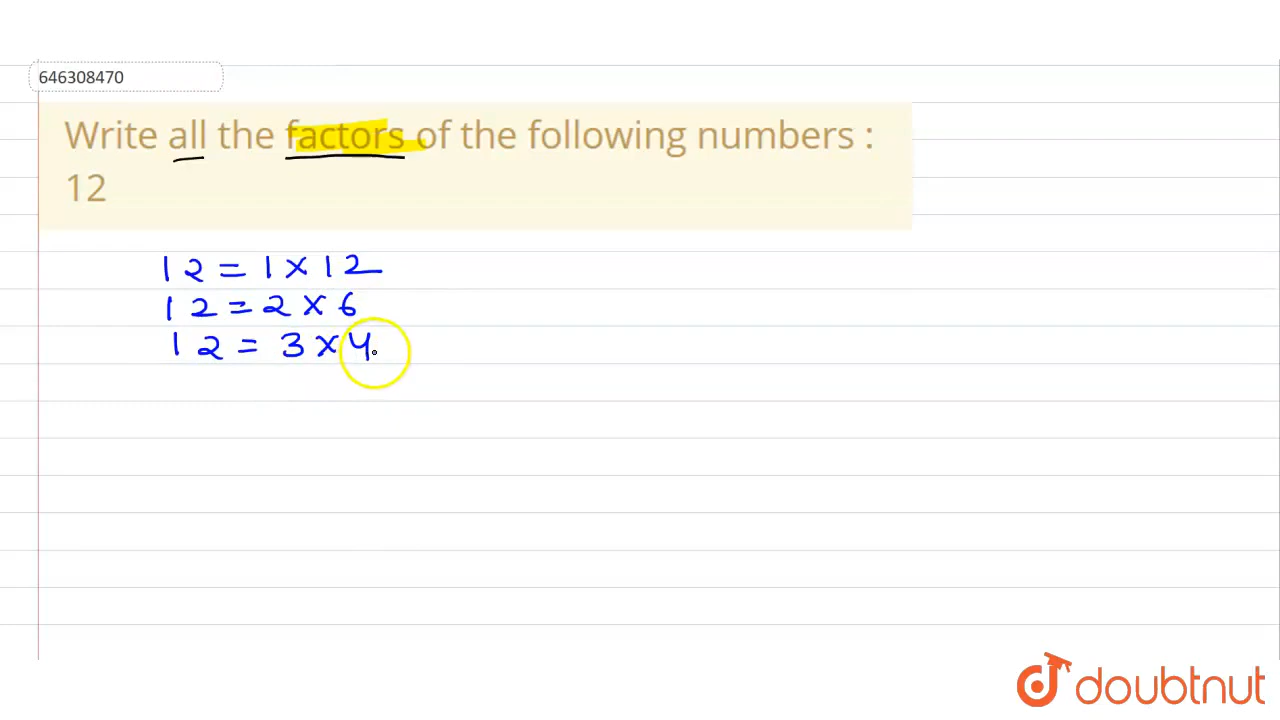 646308470
Write all the factors of the following numbers :
12
12 = 1 × 12
12 = 2 × 6
12 = 3 × 4
doubtnut